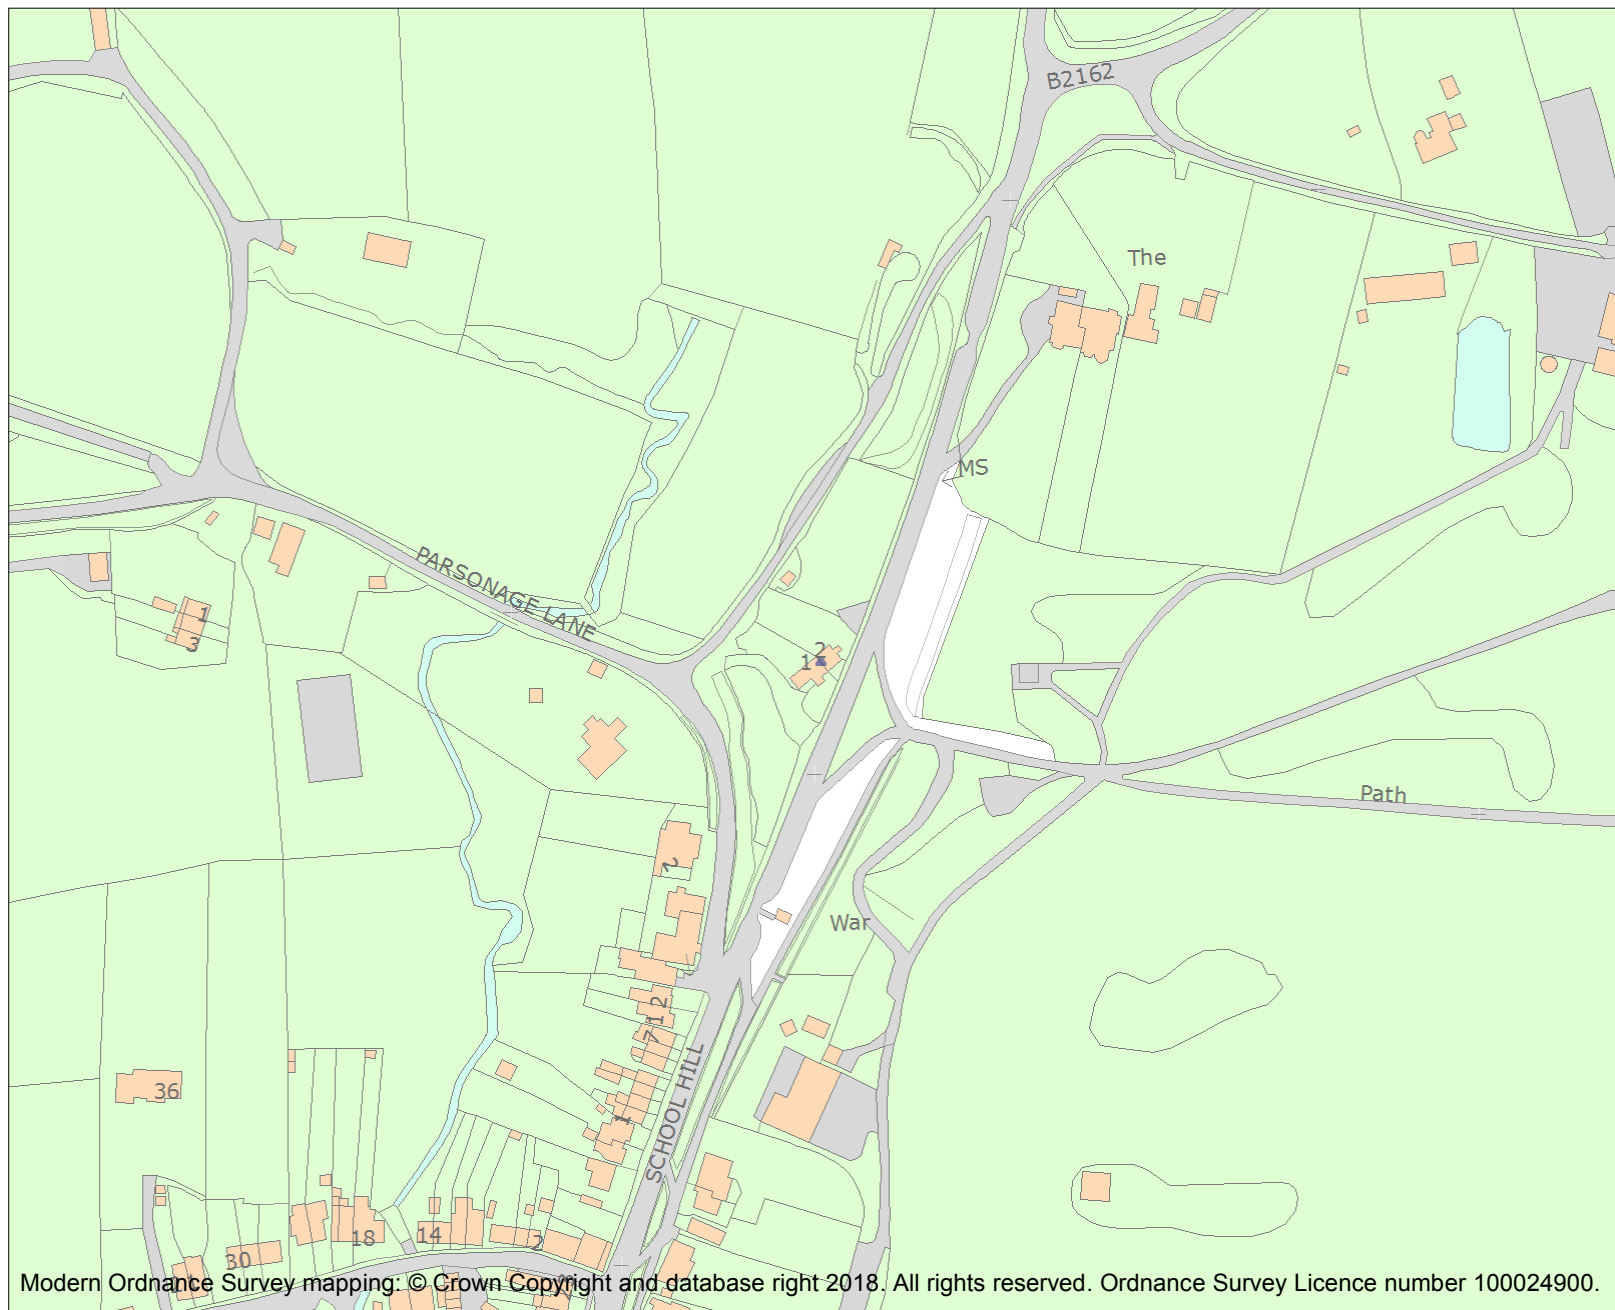 B2162
The
MS
PARSONAGE LANE
1
3
2
1
2
Path
War
12
7
SCHOOL HILL
1
36
18
14
2
30
Modern Ordnance Survey mapping: © Crown Copyright and database right 2018. All rights reserved. Ordnance Survey Licence number 100024900.